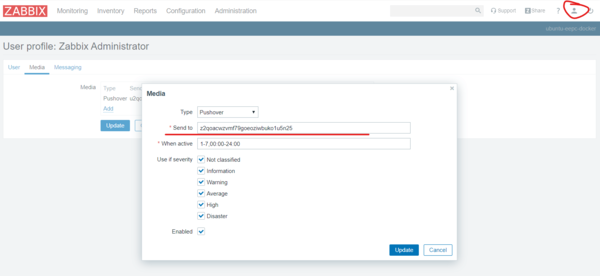 ZABBIX Monitoring Inventory Reports Configuration Administration Support Share ?
ubuntu-nops: docker
User profile: Zabbix Administrator
User Media Messaging
Media Type Send
Pushover
Add
Update
Media
Type Pushover
* Send to z2qoacwzvmf79goeoziwbuko1u5n25
* When active 1-7,00:00-24:00
Use if severity Not classified
Information
Warning
Average
High
Disaster
Enabled
Update Cancel